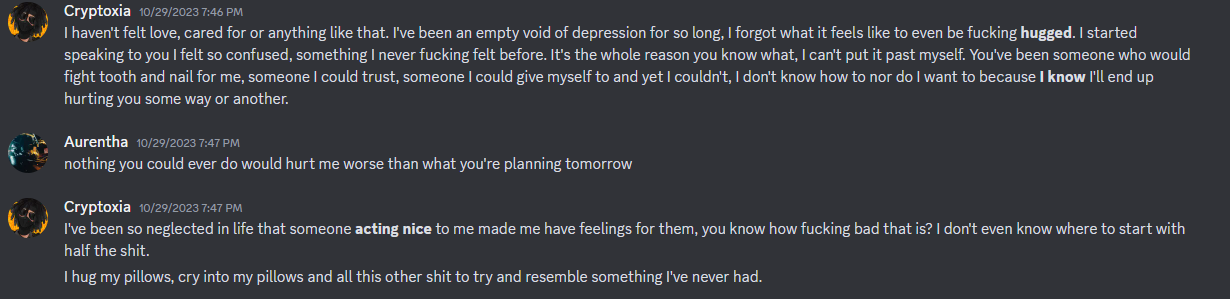 Cryptoxia 10/29/2023 7:46 PM
I haven't felt love, cared for or anything like that. I've been an empty void of depression for so long, I forgot what it feels like to even be fucking hugged. I started
speaking to you I felt so confused, something I never fucking felt before. It's the whole reason you know what, I can't put it past myself. You've been someone who would
fight tooth and nail for me, someone I could trust, someone I could give myself to and yet I couldn't, I don't know how to nor do I want to because I know I'll end up
hurting you some way or another.
Aurentha 10/29/2023 7:47 PM
nothing you could ever do would hurt me worse than what you're planning tomorrow
Cryptoxia 10/29/2023 7:47 PM
I've been so neglected in life that someone acting nice to me made me have feelings for them, you know how fucking bad that is? I don't even know where to start with
half the shit.
I hug my pillows, cry into my pillows and all this other shit to try and resemble something I've never had.